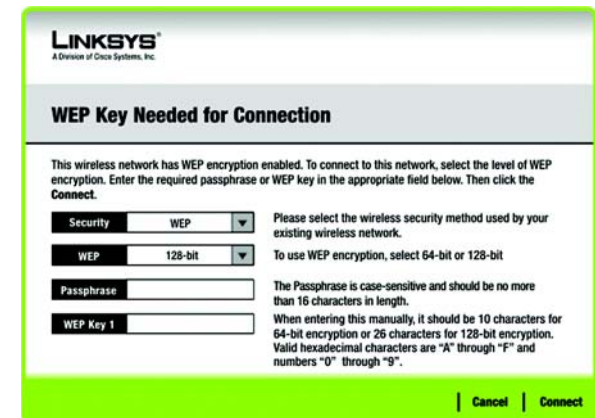 LINKSYS®
A Division of Cisco Systems, Inc.
WEP Key Needed for Connection
This wireless network has WEP encryption enabled. To connect to this network, select the level of WEP
encryption. Enter the required passphrase or WEP key in the appropriate field below. Then click the
Connect.
Security WEP
Please select the wireless security method used by your
existing wireless network.
WEP 128-bit
To use WEP encryption, select 64-bit or 128-bit
Passphrase
The Passphrase is case-sensitive and should be no more
than 16 characters in length.
WEP Key 1
When entering this manually, it should be 10 characters for
64-bit encryption or 26 characters for 128-bit encryption.
Valid hexadecimal characters are "A" through "F" and
numbers "0" through "9".
Cancel | Connect